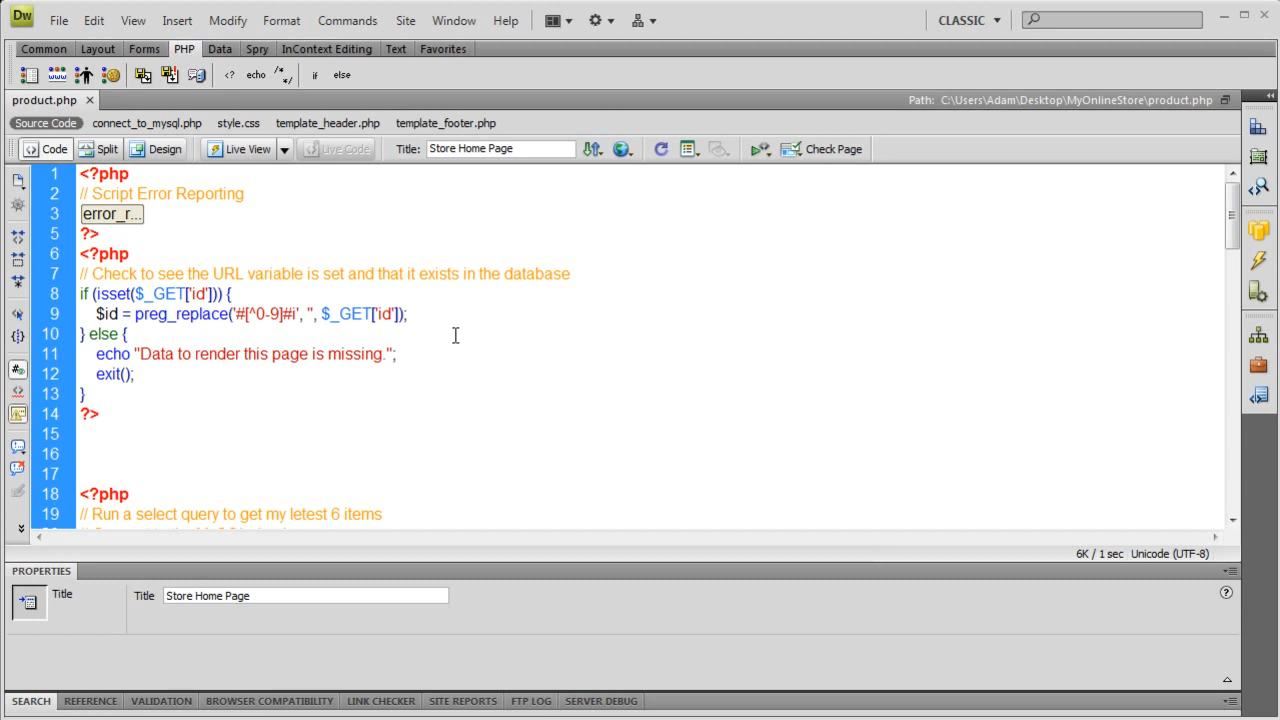 Dw File Edit View Insert Modify Format Commands Site Window Help CLASSIC
Common Layout Forms PHP Data Spry InContext Editing Text Favorites
<? echo /* */ if else
product.php × Path: C:\Users\Adam\Desktop\MyOnlineStore\product.php
Source Code connect_to_mysql.php style.css template_header.php template_footer.php
Code Split Design Live View Live Code Title: Store Home Page Check Page
1 <?php
2 // Script Error Reporting
3 error_r...
5 ?>
6 <?php
7 // Check to see the URL variable is set and that it exists in the database
8 if (isset($_GET['id'])) {
9 $id = preg_replace('#[^0-9]#i', '', $_GET['id']);
10 } else {
11 echo "Data to render this page is missing.";
12 exit();
13 }
14 ?>
15
16
17
18 <?php
19 // Run a select query to get my letest 6 items
6K / 1 sec Unicode (UTF-8)
PROPERTIES
Title Title Store Home Page
SEARCH REFERENCE VALIDATION BROWSER COMPATIBILITY LINK CHECKER SITE REPORTS FTP LOG SERVER DEBUG